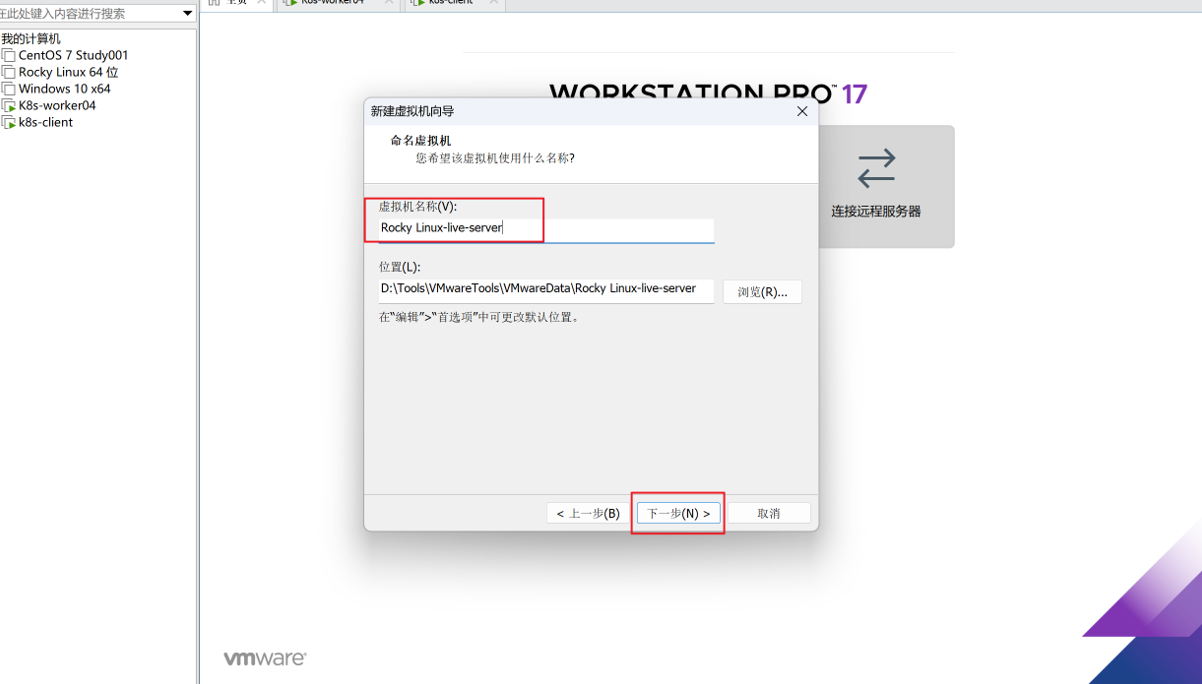 在此处键入内容进行搜索
主页
K8s-worker04
k8s-client
我的计算机
CentOS 7 Study001
Rocky Linux 64 位
Windows 10 x64
K8s-worker04
k8s-client
WORKSTATION PRO™ 17
连接远程服务器
新建虚拟机向导
命名虚拟机
您希望该虚拟机使用什么名称?
虚拟机名称(V):
Rocky Linux-live-server
位置(L):
D:\Tools\VMwareTools\VMwareData\Rocky Linux-live-server
浏览(R)...
在“编辑”>“首选项”中可更改默认位置。
< 上一步(B)
下一步(N) >
取消
vmware®